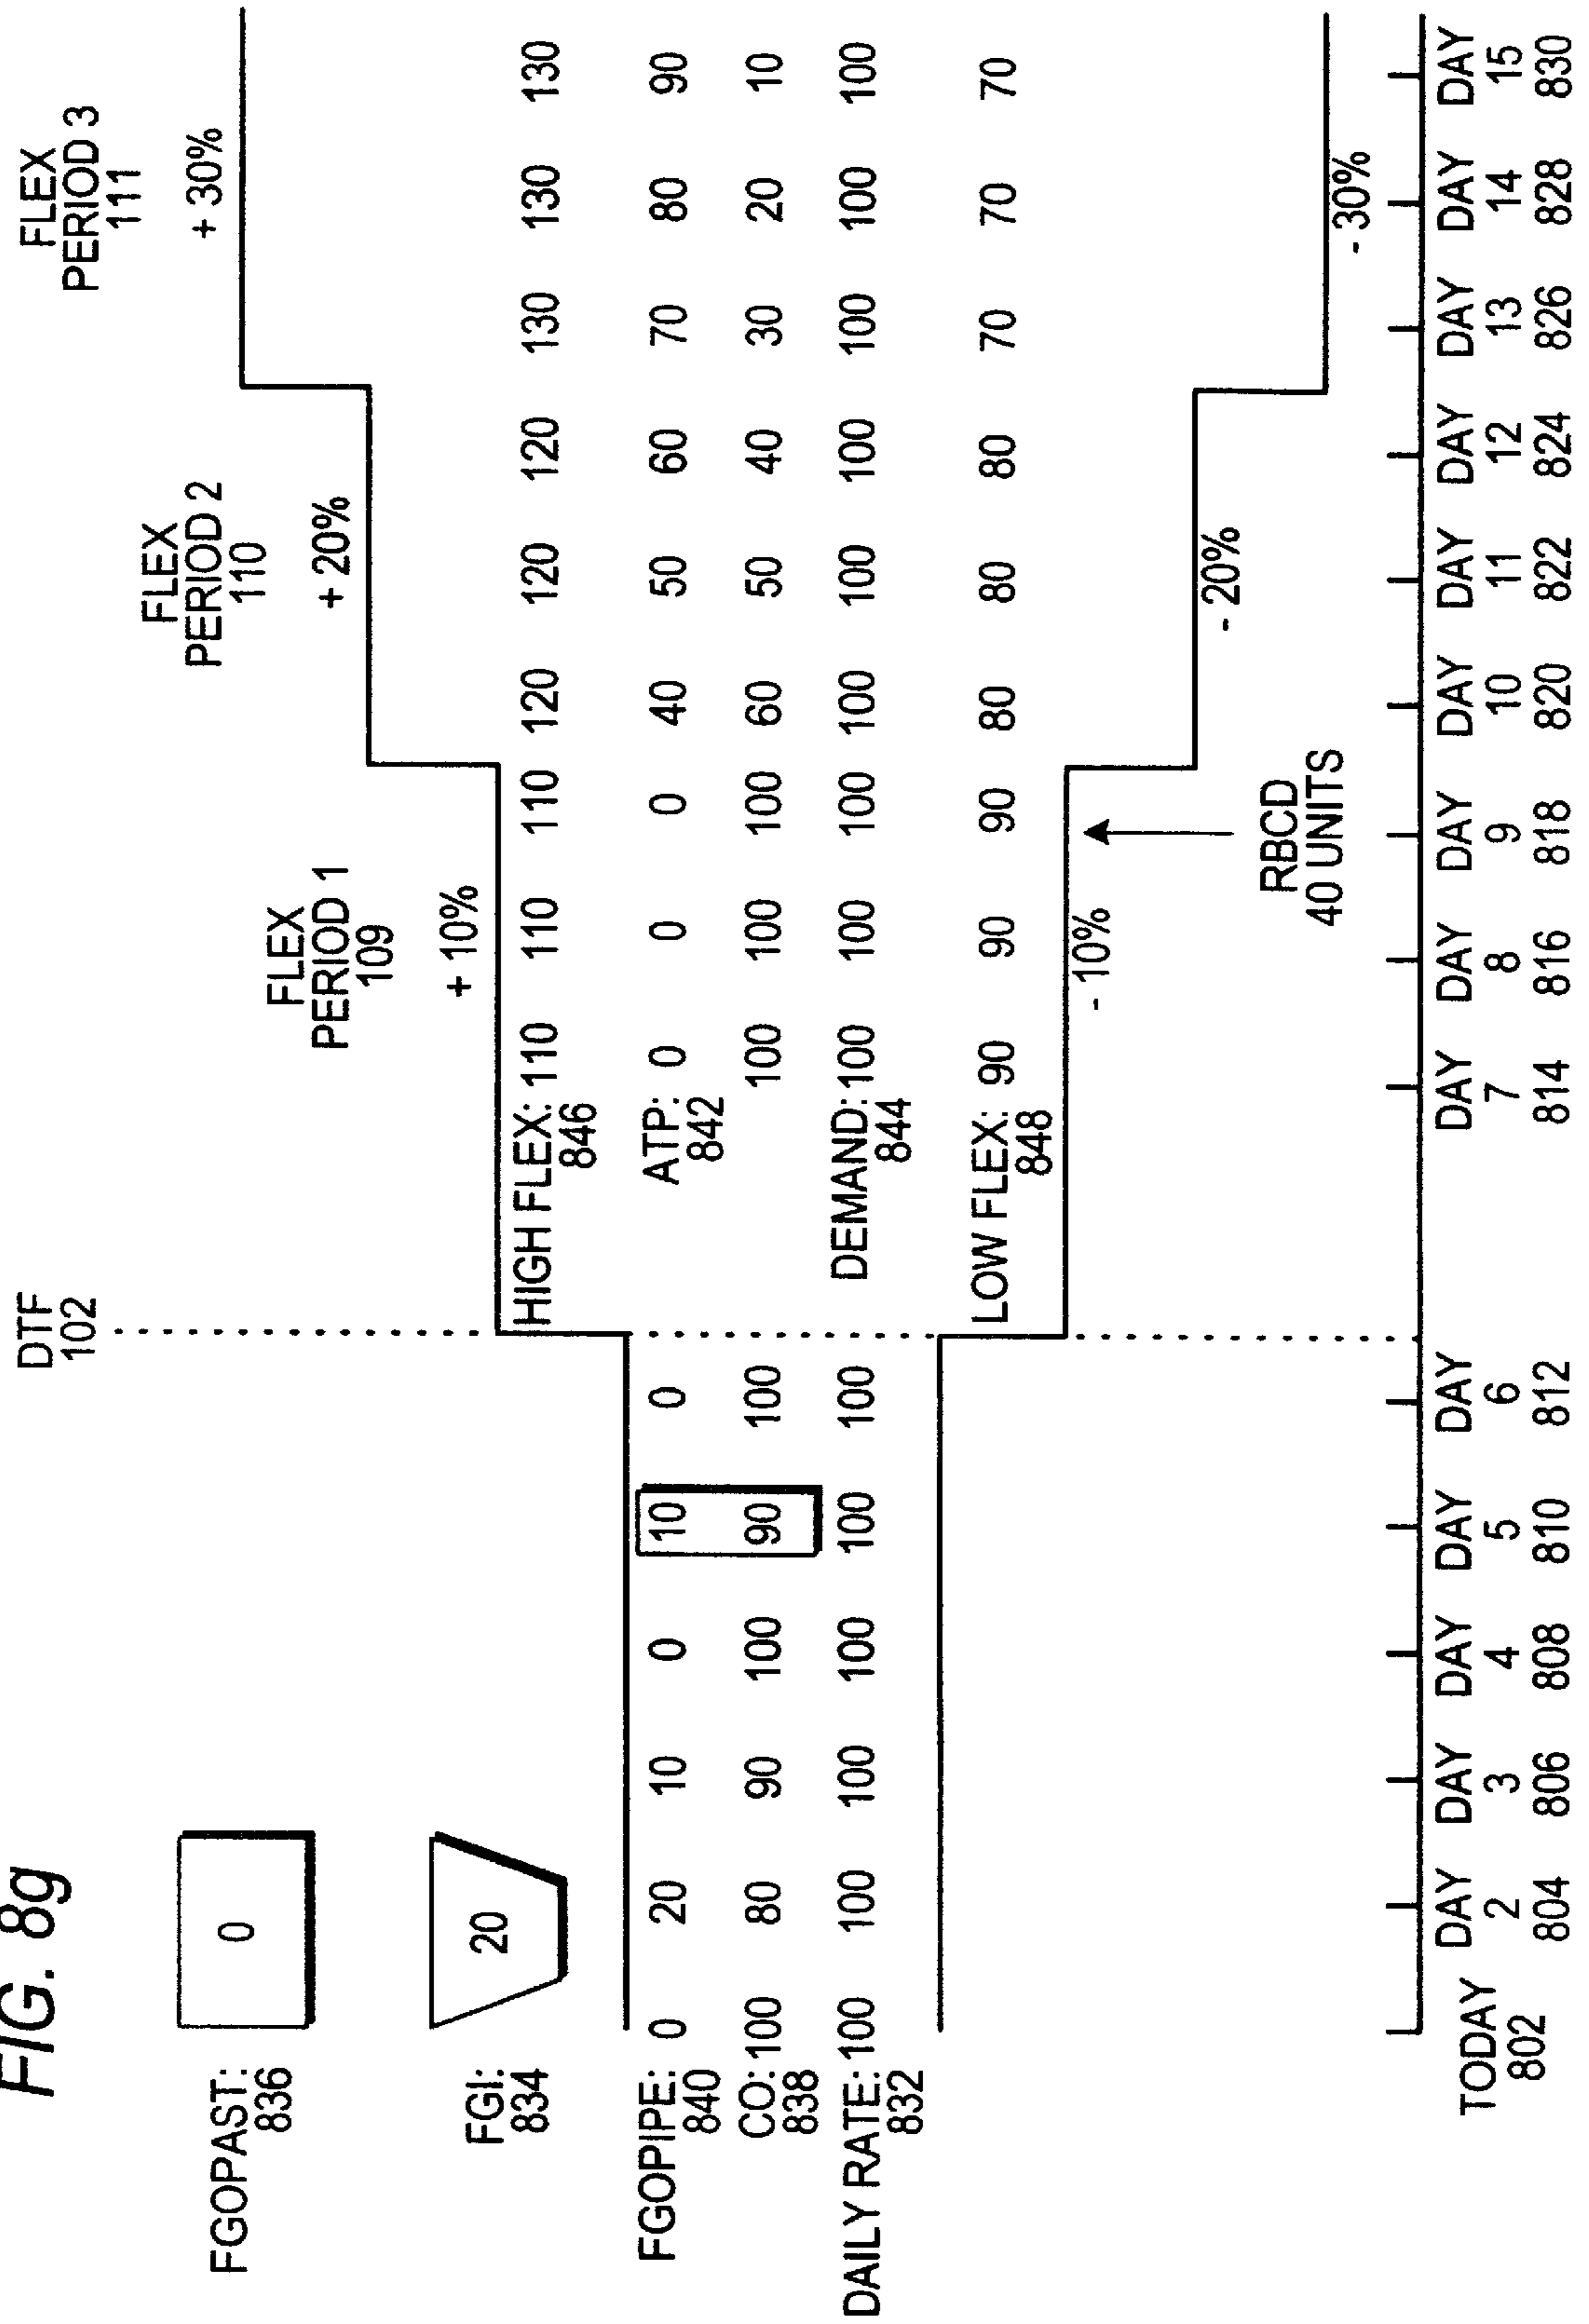 FIG. 8g
FLEX
PERIOD 3
111
+ 30%
FLEX
PERIOD 2
110
+ 20%
FLEX
PERIOD 1
109
+ 10%
DTF
102
FGOPAST:
836
0
FGI:
834
20
HIGH FLEX: 110 110 110 120 120 120 130 130 130
846
FGOPIPE: 0 20 10 0 10 0
840
ATP: 0 0 0 40 50 60 70 80 90
842
CO: 100 80 90 100 90 100 100 100 100 60 50 40 30 20 10
838
DAILY RATE: 100 100 100 100 100 100
832
DEMAND: 100 100 100 100 100 100 100 100 100
844
LOW FLEX: 90 90 90 80 80 80 70 70 70
848
- 10%
- 20%
- 30%
RBCD
40 UNITS
TODAY
802
DAY
2
804
DAY
3
806
DAY
4
808
DAY
5
810
DAY
6
812
DAY
7
814
DAY
8
816
DAY
9
818
DAY
10
820
DAY
11
822
DAY
12
824
DAY
13
826
DAY
14
828
DAY
15
830